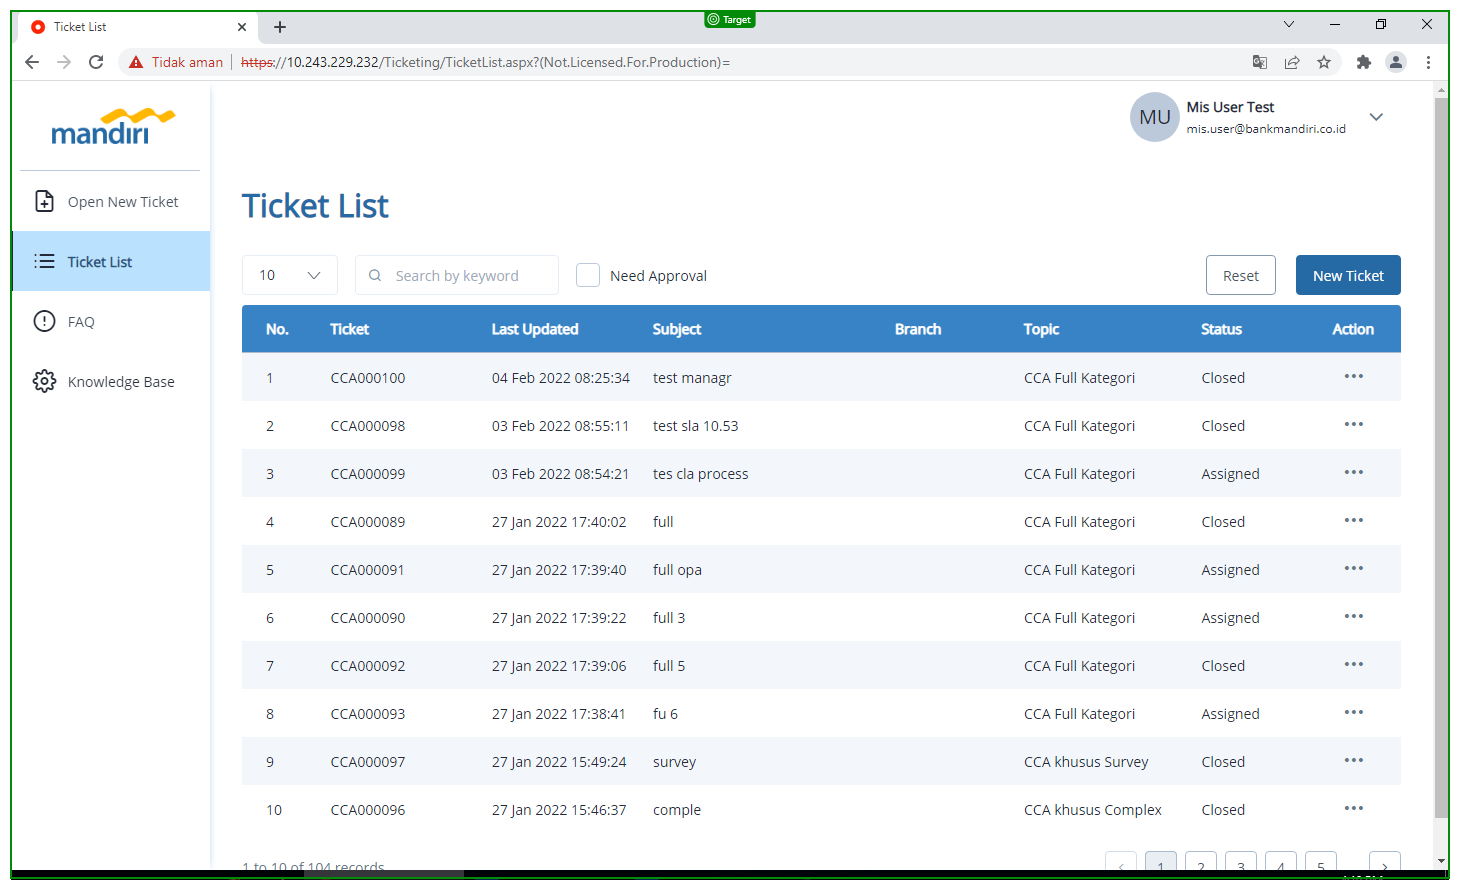 Ticket List
Target
Tidak aman
https://10.243.229.232/Ticketing/TicketList.aspx?(Not.Licensed.For.Production)=
mandiri
MU
Mis User Test
mis.user@bankmandiri.co.id
Open New Ticket
Ticket List
FAQ
Knowledge Base
Ticket List
10 Search by keyword Need Approval Reset New Ticket
No. Ticket Last Updated Subject Branch Topic Status Action
1 CCA000100 04 Feb 2022 08:25:34 test managr CCA Full Kategori Closed
2 CCA000098 03 Feb 2022 08:55:11 test sla 10.53 CCA Full Kategori Closed
3 CCA000099 03 Feb 2022 08:54:21 tes cla process CCA Full Kategori Assigned
4 CCA000089 27 Jan 2022 17:40:02 full CCA Full Kategori Closed
5 CCA000091 27 Jan 2022 17:39:40 full opa CCA Full Kategori Assigned
6 CCA000090 27 Jan 2022 17:39:22 full 3 CCA Full Kategori Assigned
7 CCA000092 27 Jan 2022 17:39:06 full 5 CCA Full Kategori Closed
8 CCA000093 27 Jan 2022 17:38:41 fu 6 CCA Full Kategori Assigned
9 CCA000097 27 Jan 2022 15:49:24 survey CCA khusus Survey Closed
10 CCA000096 27 Jan 2022 15:46:37 comple CCA khusus Complex Closed
1 to 10 of 104 records 1 2 3 4 5